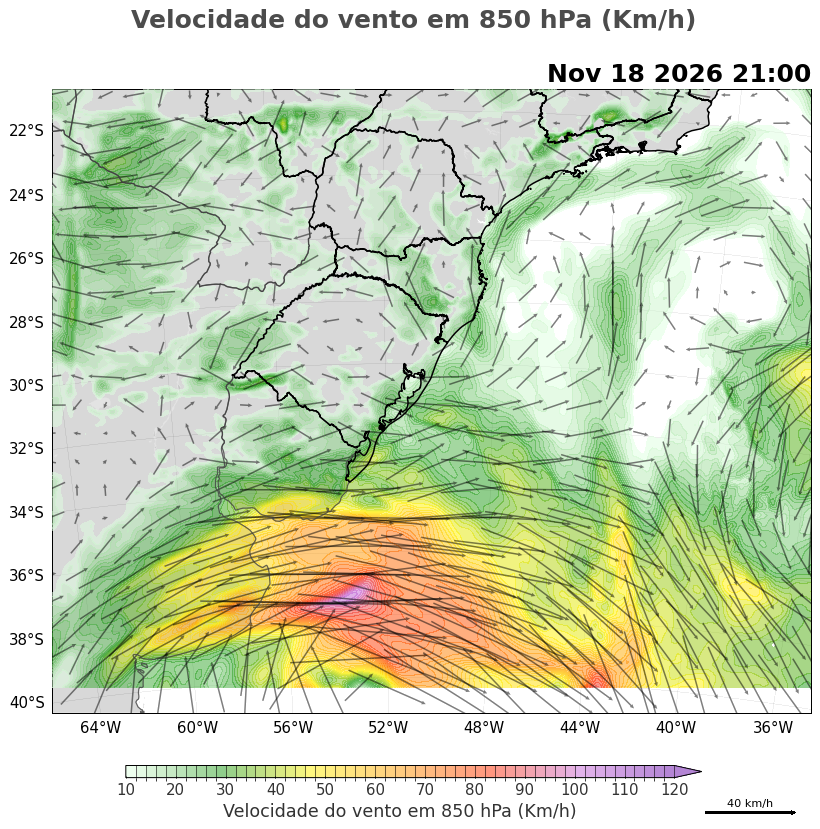 Velocidade do vento em 850 hPa (Km/h)
Nov 18 2026 21:00
22°S
24°S
26°S
28°S
30°S
32°S
34°S
36°S
38°S
40°S
64°W 60°W 56°W 52°W 48°W 44°W 40°W 36°W
10 20 30 40 50 60 70 80 90 100 110 120
Velocidade do vento em 850 hPa (Km/h)
40 km/h